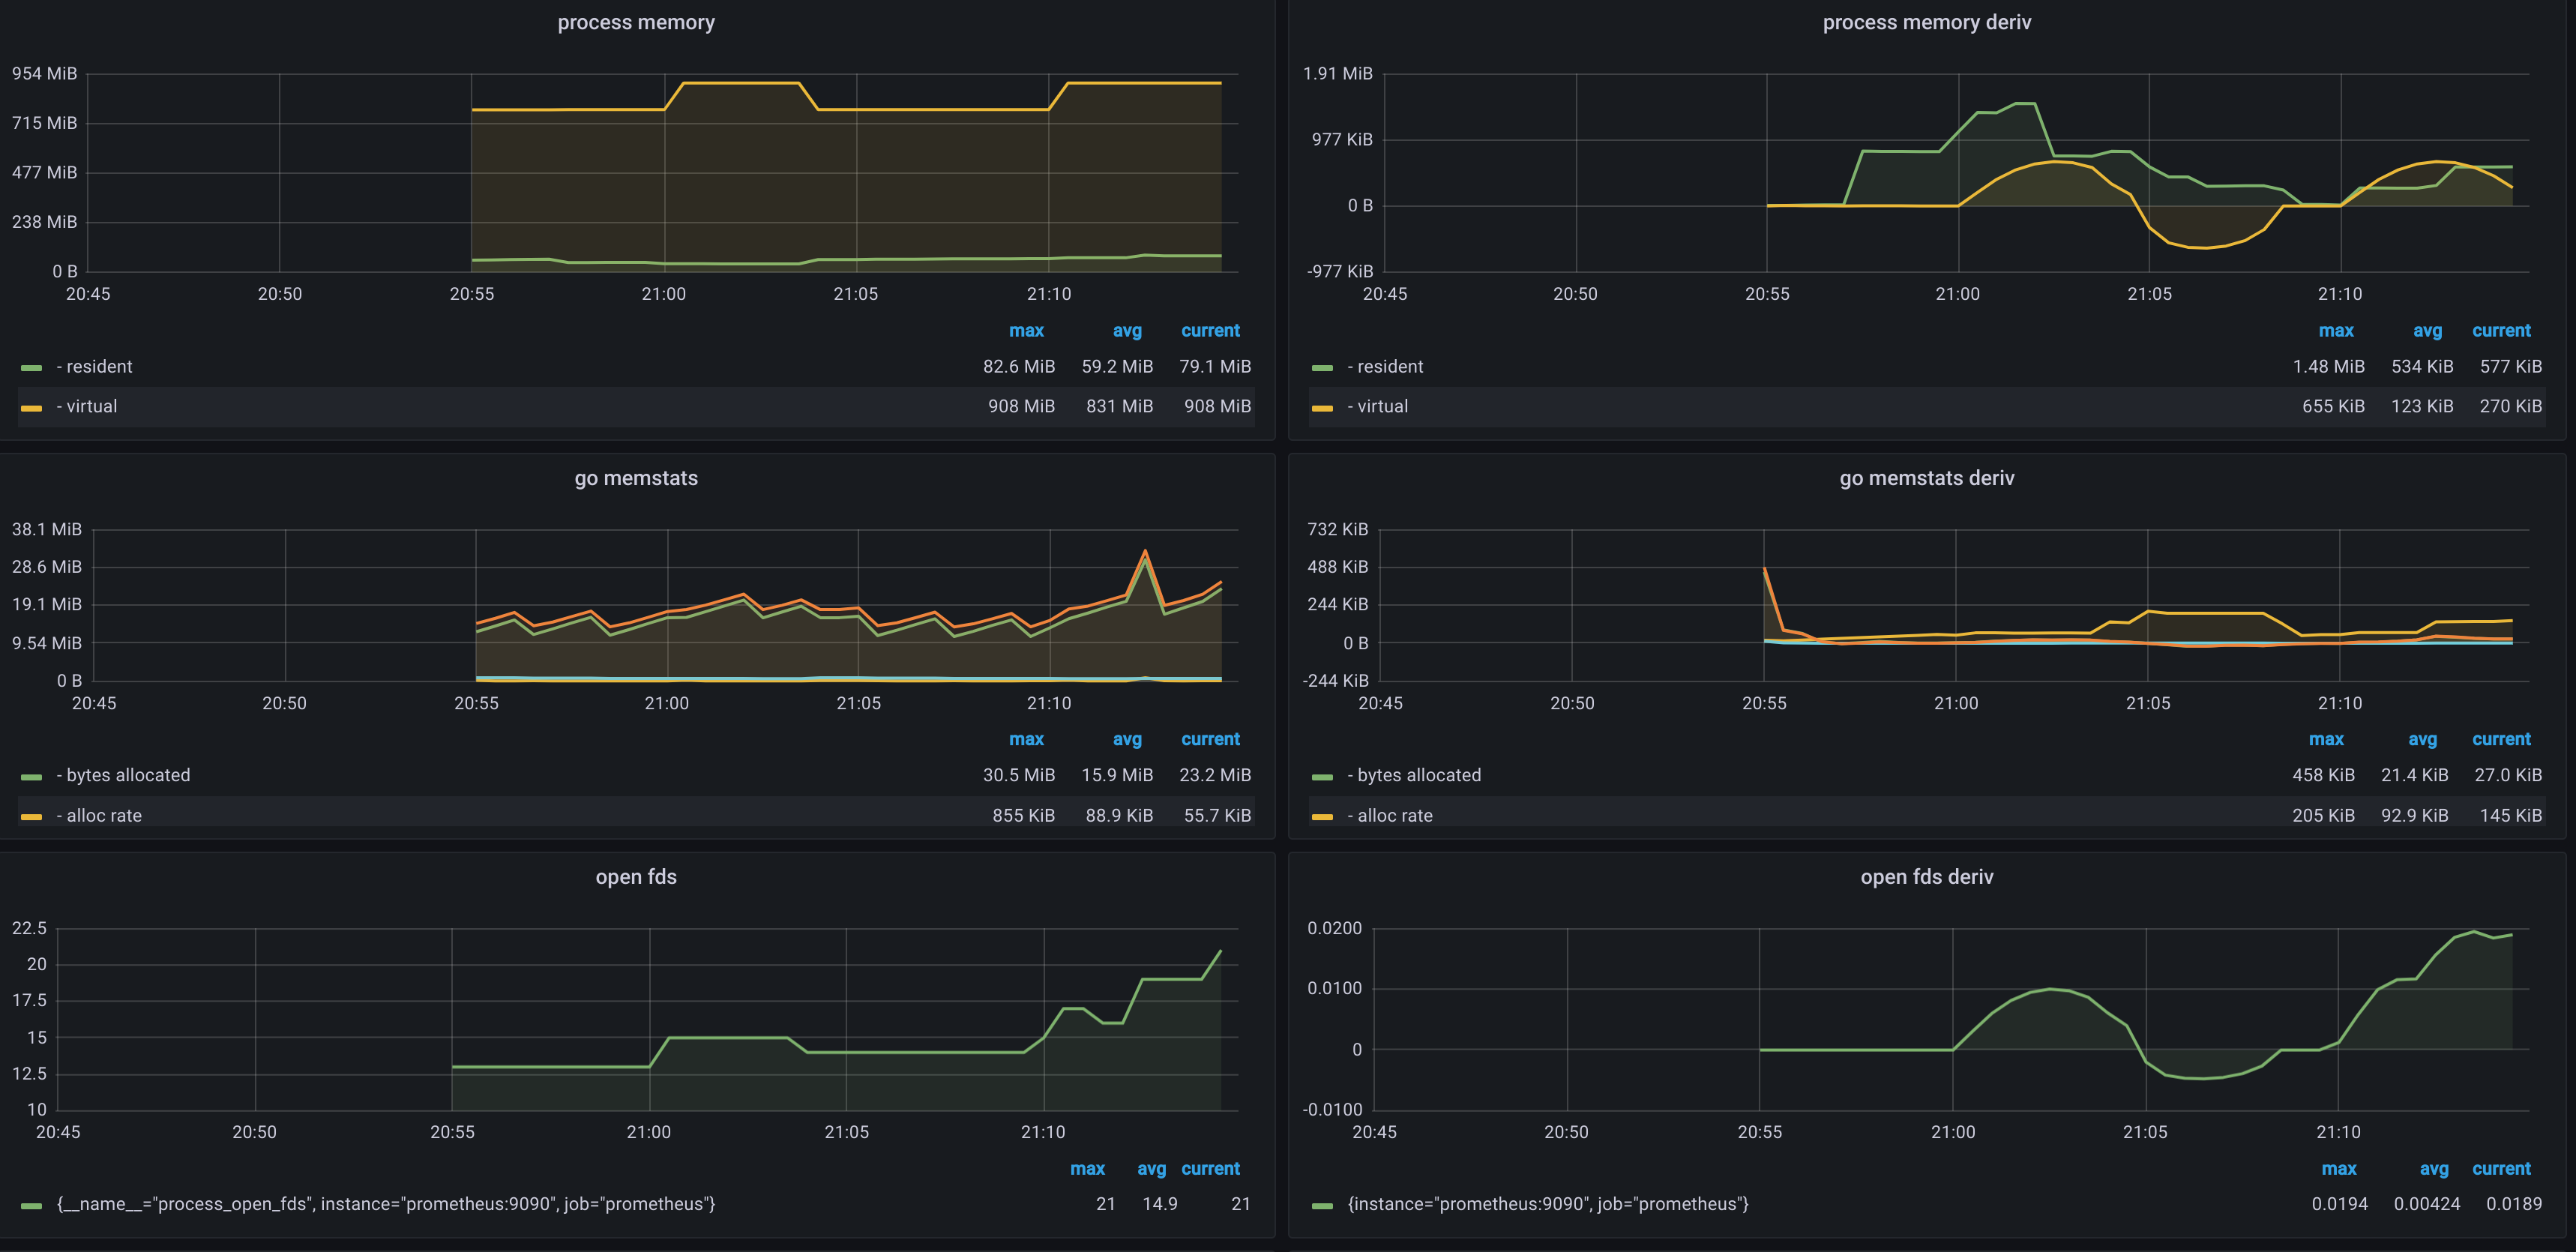 process memory
954 MiB
715 MiB
477 MiB
238 MiB
0 B
20:45 20:50 20:55 21:00 21:05 21:10
max avg current
- resident 82.6 MiB 59.2 MiB 79.1 MiB
- virtual 908 MiB 831 MiB 908 MiB
process memory deriv
1.91 MiB
977 KiB
0 B
-977 KiB
20:45 20:50 20:55 21:00 21:05 21:10
max avg current
- resident 1.48 MiB 534 KiB 577 KiB
- virtual 655 KiB 123 KiB 270 KiB
go memstats
38.1 MiB
28.6 MiB
19.1 MiB
9.54 MiB
0 B
20:45 20:50 20:55 21:00 21:05 21:10
max avg current
- bytes allocated 30.5 MiB 15.9 MiB 23.2 MiB
- alloc rate 855 KiB 88.9 KiB 55.7 KiB
go memstats deriv
732 KiB
488 KiB
244 KiB
0 B
-244 KiB
20:45 20:50 20:55 21:00 21:05 21:10
max avg current
- bytes allocated 458 KiB 21.4 KiB 27.0 KiB
- alloc rate 205 KiB 92.9 KiB 145 KiB
open fds
22.5
20
17.5
15
12.5
10
20:45 20:50 20:55 21:00 21:05 21:10
max avg current
{__name__="process_open_fds", instance="prometheus:9090", job="prometheus"} 21 14.9 21
open fds deriv
0.0200
0.0100
0
-0.0100
20:45 20:50 20:55 21:00 21:05 21:10
max avg current
{instance="prometheus:9090", job="prometheus"} 0.0194 0.00424 0.0189